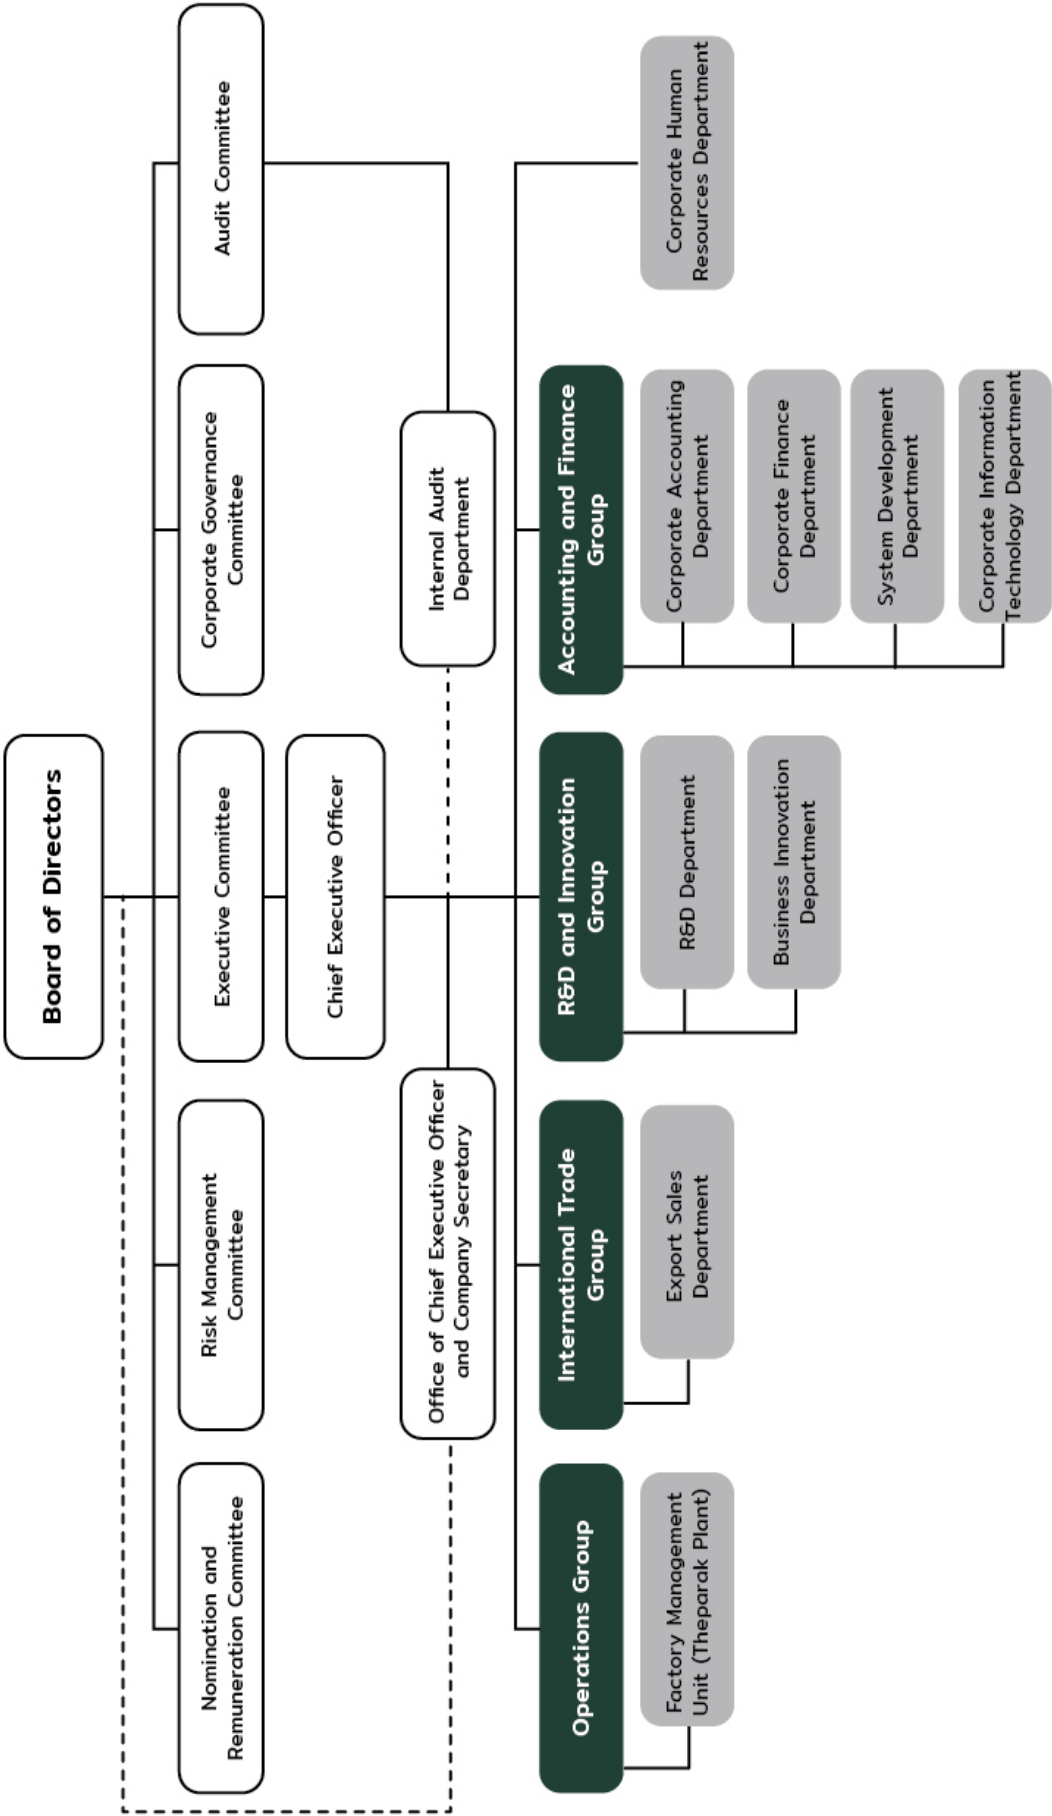 Board of Directors
Nomination and
Remuneration Committee
Risk Management
Committee
Executive Committee
Corporate Governance
Committee
Audit Committee
Chief Executive Officer
Office of Chief Executive Officer
and Company Secretary
Internal Audit
Department
Operations Group
International Trade
Group
R&D and Innovation
Group
Accounting and Finance
Group
Factory Management
Unit (Theparak Plant)
Export Sales
Department
R&D Department
Business Innovation
Department
Corporate Accounting
Department
Corporate Finance
Department
System Development
Department
Corporate Information
Technology Department
Corporate Human
Resources Department